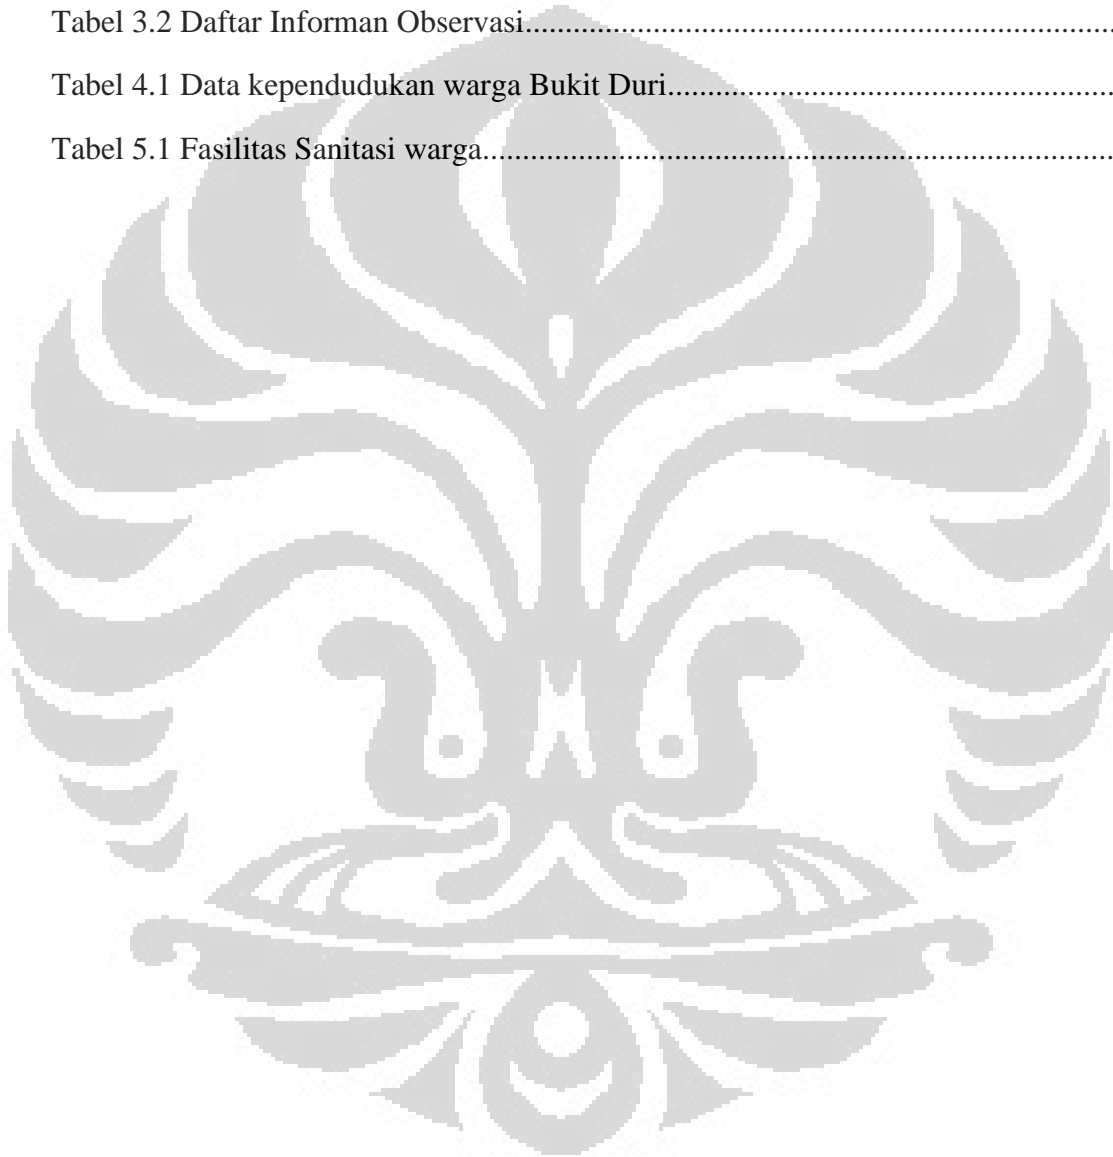 Tabel 3.2 Daftar Informan Observasi..........................................................................
Tabel 4.1 Data kependudukan warga Bukit Duri........................................................
Tabel 5.1 Fasilitas Sanitasi warga...............................................................................